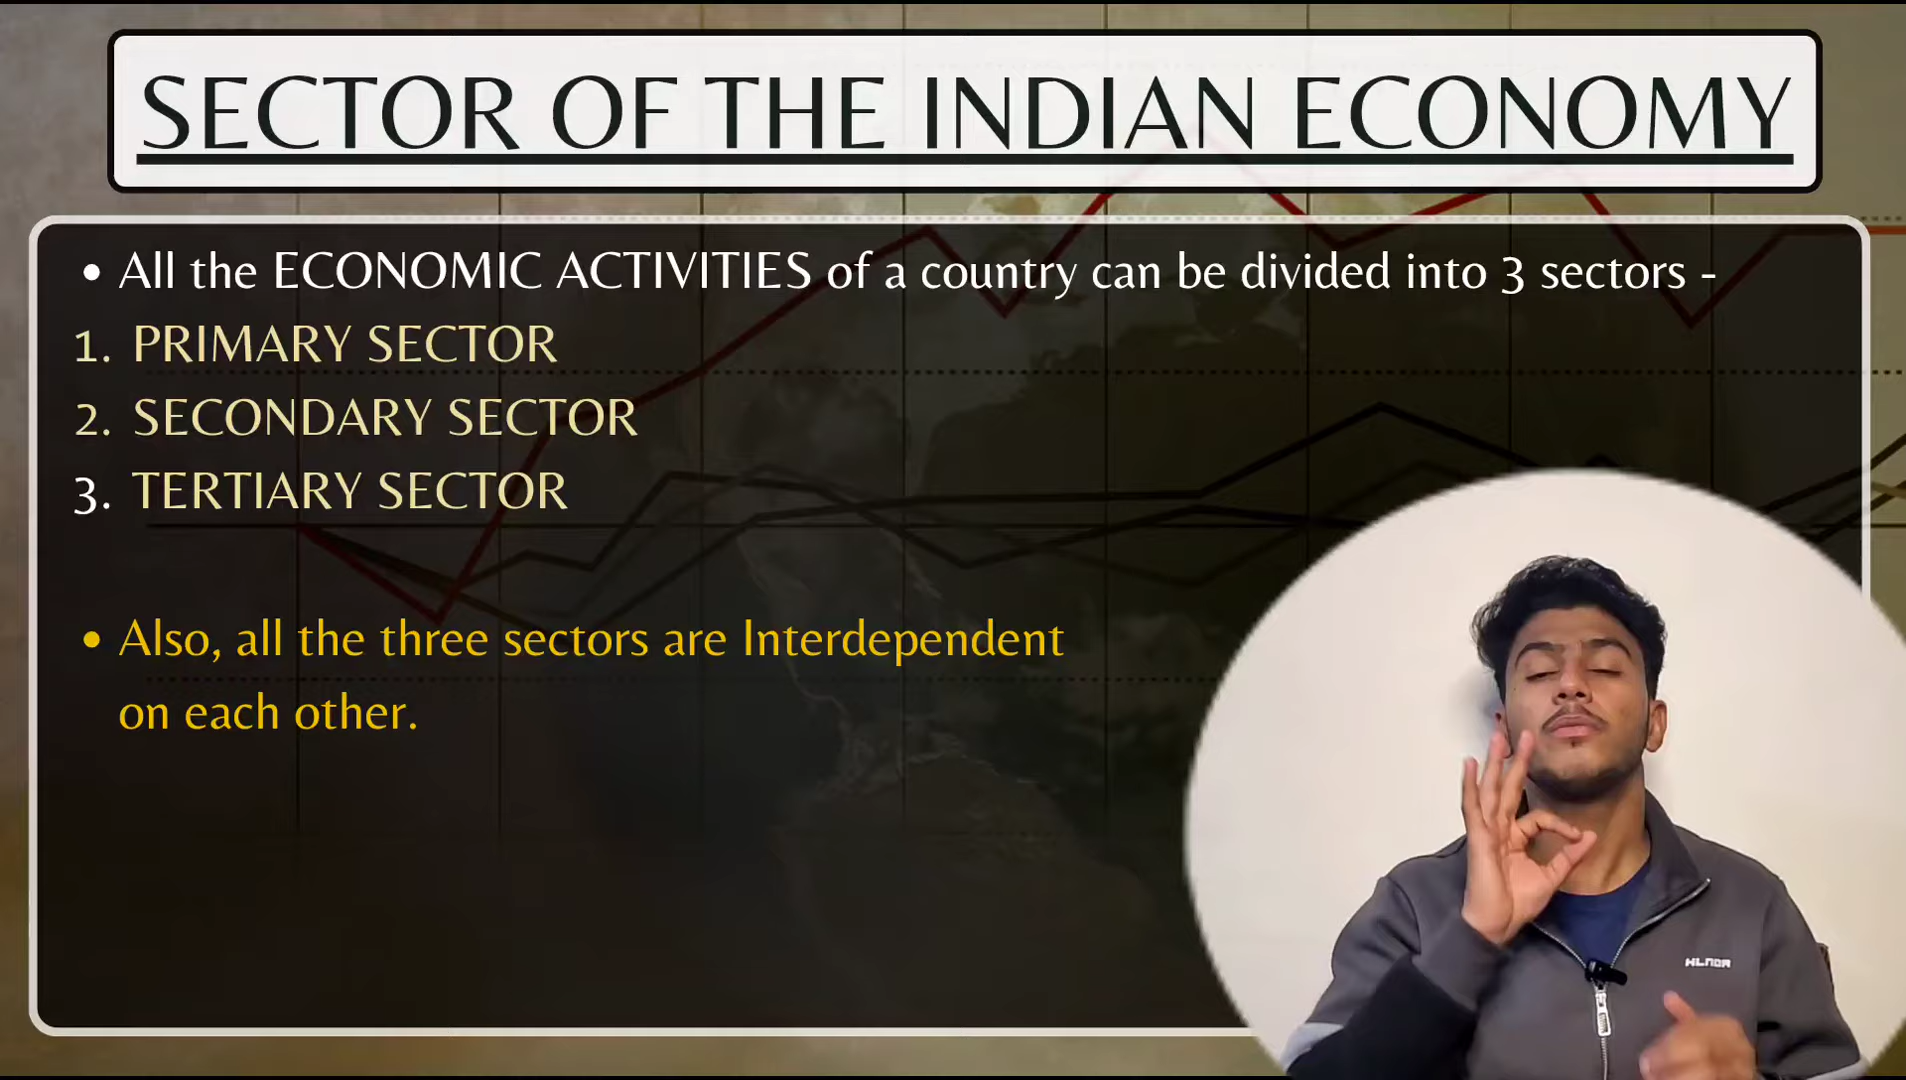 SECTOR OF THE INDIAN ECONOMY
• All the ECONOMIC ACTIVITIES of a country can be divided into 3 sectors -
1. PRIMARY SECTOR
2. SECONDARY SECTOR
3. TERTIARY SECTOR
• Also, all the three sectors are Interdependent
on each other.